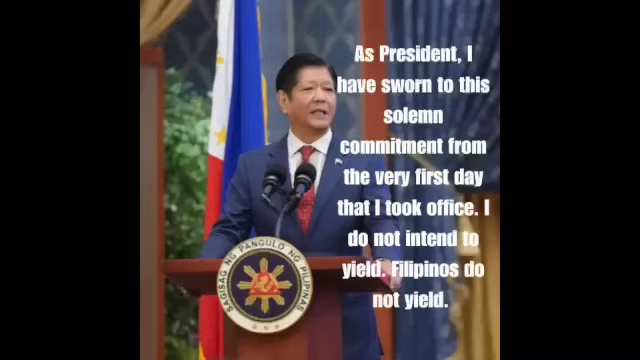 As President, I
have sworn to this
solemn
commitment from
the very first day
that I took office. I
do not intend to
yield. Filipinos do
not yield.
SAGISAG NG PANGULO NG PILIPINAS